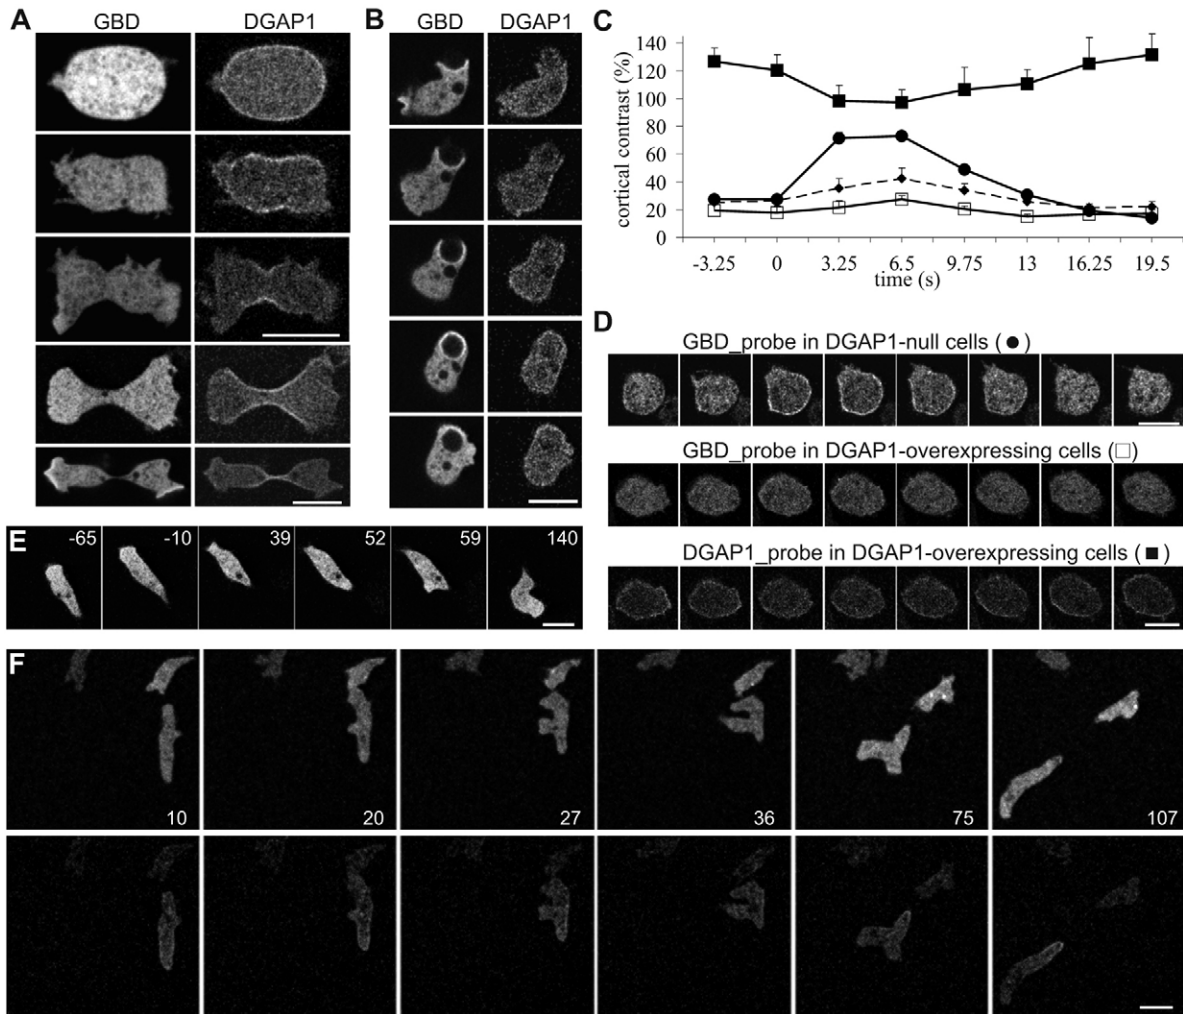 A
GBD DGAP1
B
GBD DGAP1
C
140
120
100
80
60
40
20
0
cortical contrast (%)
-3.25 0 3.25 6.5 9.75 13 16.25 19.5
time (s)
D
GBD_probe in DGAP1-null cells (●)
GBD_probe in DGAP1-overexpressing cells (□)
DGAP1_probe in DGAP1-overexpressing cells (■)
E
-65 -10 39 52 59 140
F
10 20 27 36 75 107